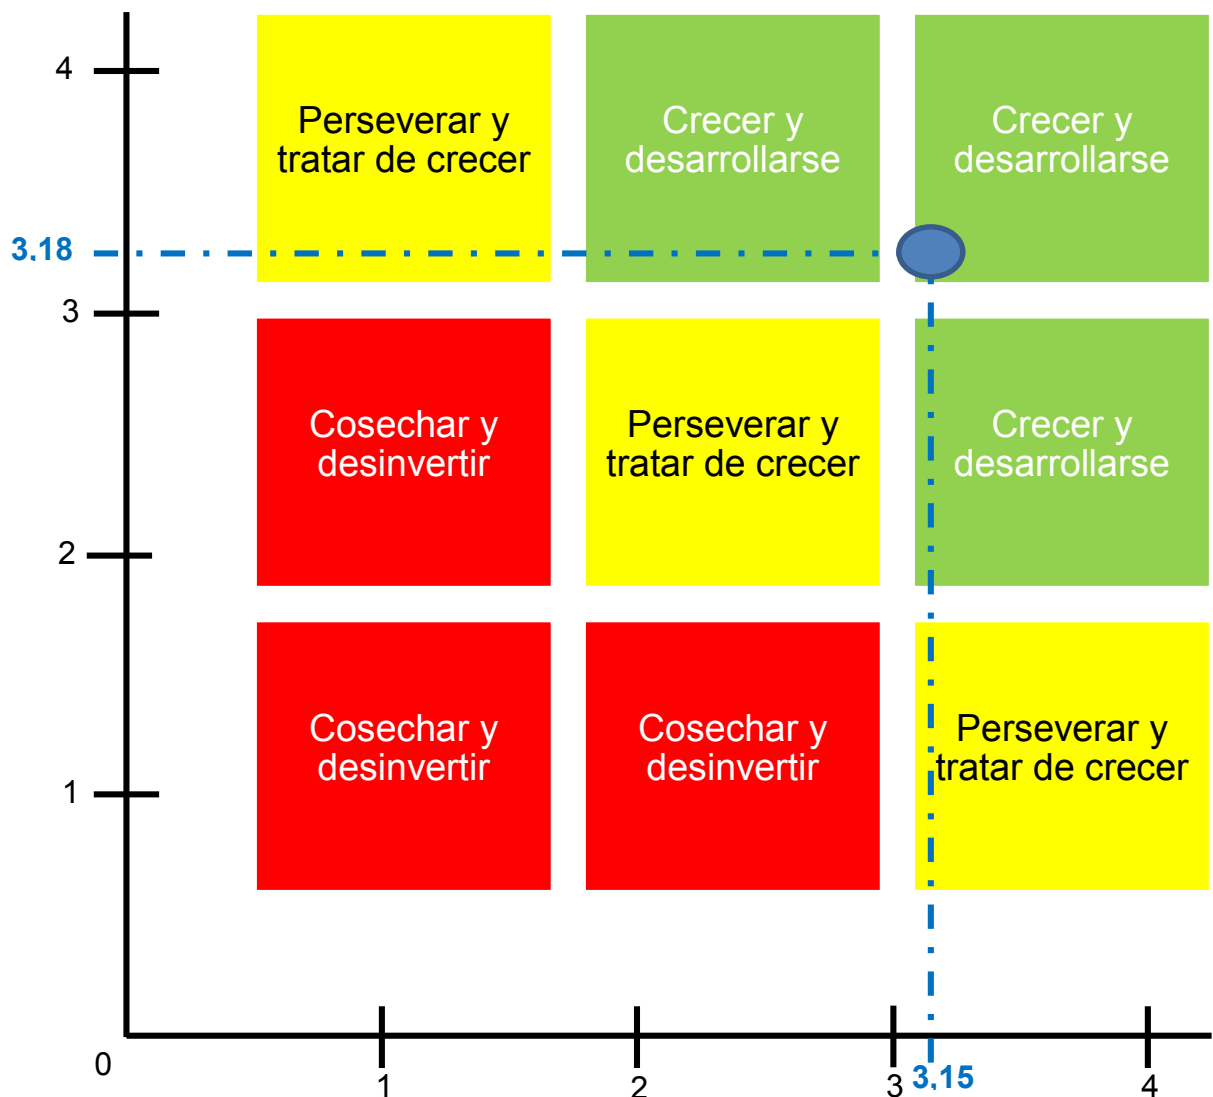 4
Perseverar y
tratar de crecer
Crecer y
desarrollarse
Crecer y
desarrollarse
3,18
3
Cosechar y
desinvertir
Perseverar y
tratar de crecer
Crecer y
desarrollarse
2
Cosechar y
desinvertir
Cosechar y
desinvertir
Perseverar y
tratar de crecer
1
0
1
2
3
3,15
4